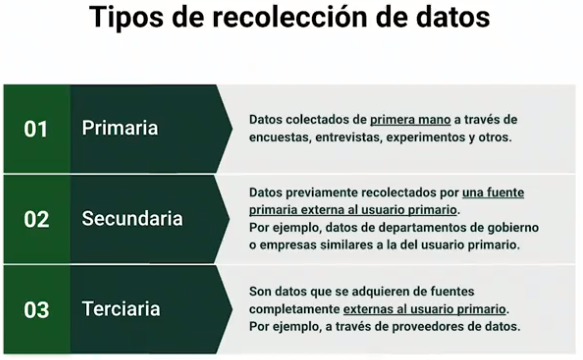 Tipos de recolección de datos
01
Primaria
Datos colectados de primera mano a través de
encuestas, entrevistas, experimentos y otros.
02
Secundaria
Datos previamente recolectados por una fuente
primaria externa al usuario primario.
Por ejemplo, datos de departamentos de gobierno
o empresas similares a la del usuario primario.
03
Terciaria
Son datos que se adquieren de fuentes
completamente externas al usuario primario.
Por ejemplo, a través de proveedores de datos.